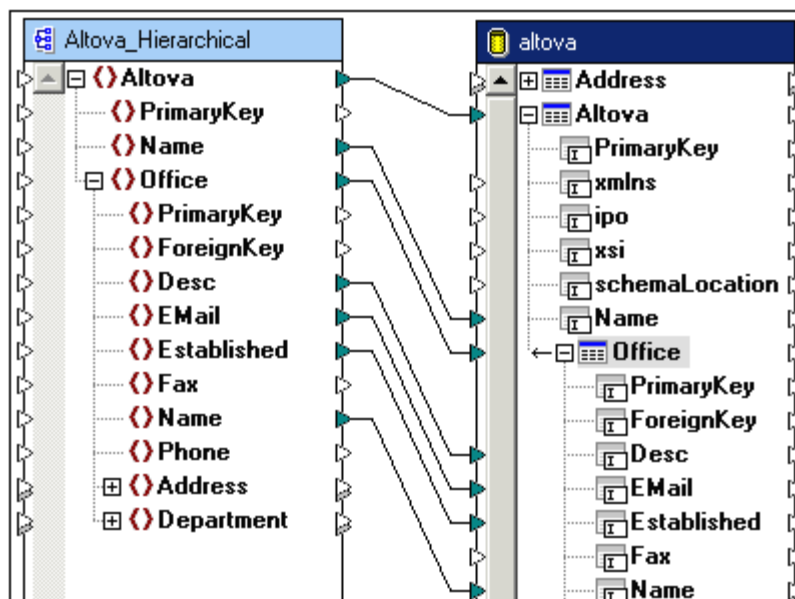 Altova_Hierarchical
Altova
PrimaryKey
Name
Office
PrimaryKey
ForeignKey
Desc
EMail
Established
Fax
Name
Phone
Address
Department
altova
Address
Altova
PrimaryKey
xmlns
ipo
xsi
schemaLocation
Name
Office
PrimaryKey
ForeignKey
Desc
EMail
Established
Fax
Name